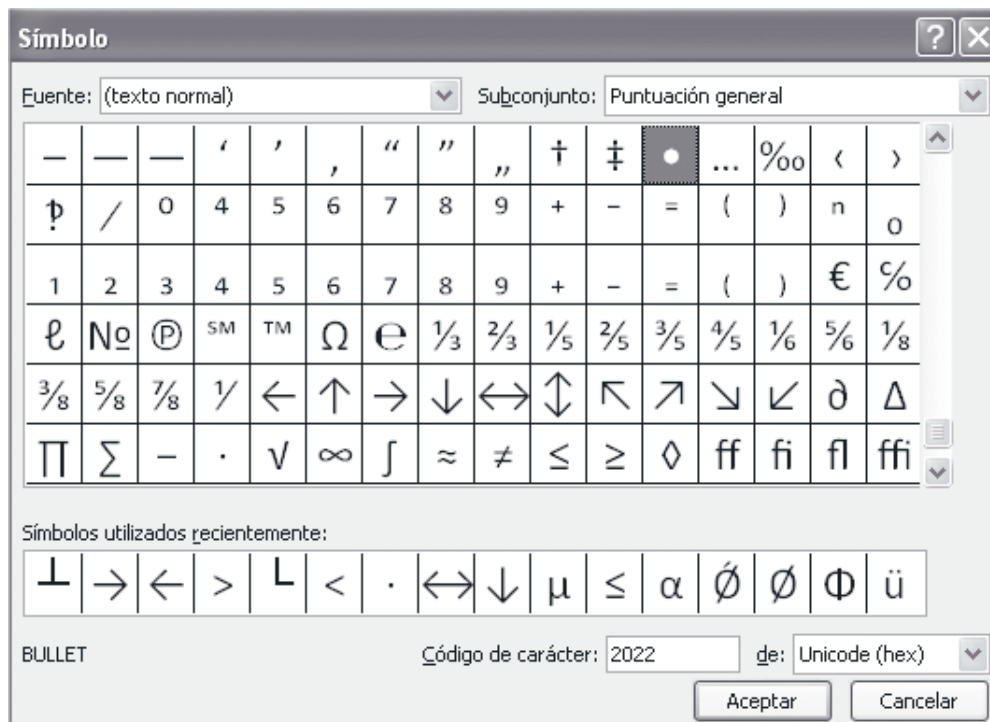 Símbolo ?
Fuente: (texto normal) Subconjunto: Puntuación general
– — ― ‘ ’ ‚ “ ” „ † ‡ • … ‰ ‹ ›
‽ ⁄ ⁰ ⁴ ⁵ ⁶ ⁷ ⁸ ⁹ ⁺ ⁻ ⁼ ⁽ ⁾ ⁿ ₀
₁ ₂ ₃ ₄ ₅ ₆ ₇ ₈ ₉ ₊ ₋ ₌ ₍ ₎ € ℅
ℓ № ℗ ℠ ™ Ω ℮ ⅓ ⅔ ⅕ ⅖ ⅗ ⅘ ⅙ ⅚ ⅛
⅜ ⅝ ⅞ ⅟ ← ↑ → ↓ ↔ ↕ ↖ ↗ ↘ ↙ ∂ ∆
∏ ∑ − ∙ √ ∞ ∫ ≈ ≠ ≤ ≥ ◊ ff fi fl ffi
Símbolos utilizados recientemente:
┴ → ← > └ < · ↔ ↓ µ ≤ α Ǿ Ø Φ ü
BULLET Código de carácter: 2022 de: Unicode (hex)
Aceptar Cancelar